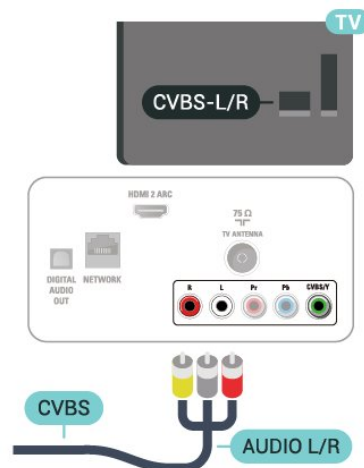 TV
CVBS-L/R
HDMI 2 ARC
75 Ω
TV ANTENNA
DIGITAL
AUDIO
OUT
NETWORK
R L Pr Pb CVBS/Y
CVBS
AUDIO L/R